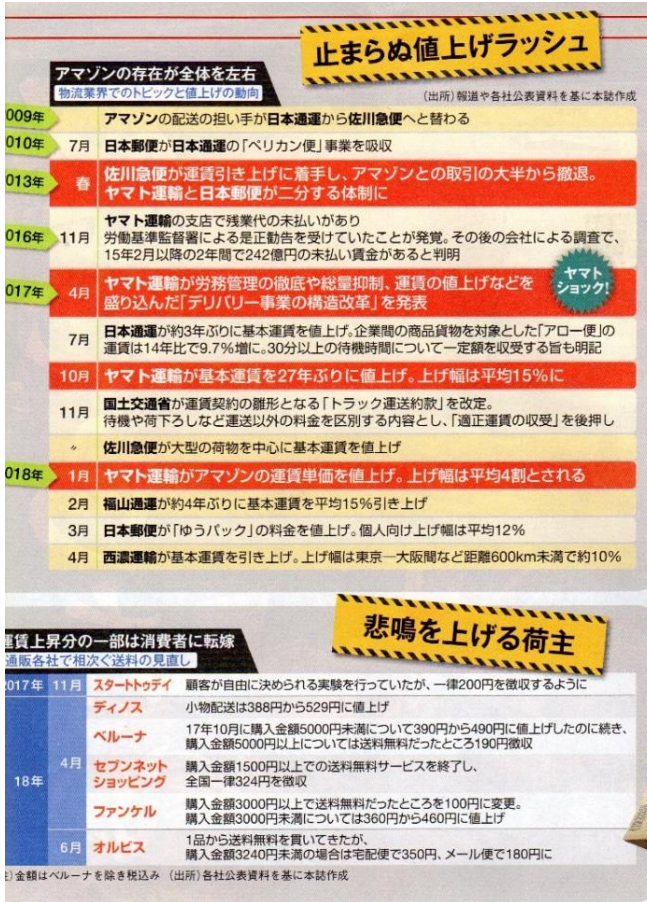 止まらぬ値上げラッシュ
アマゾンの存在が全体を左右
物流業界でのトピックと値上げの動向
(出所)報道や各社公表資料を基に本誌作成
009年
アマゾンの配送の担い手が日本通運から佐川急便へと替わる
010年 7月 日本郵便が日本通運の「ペリカン便」事業を吸収
013年 春 佐川急便が運賃引き上げに着手し、アマゾンとの取引の大半から撤退。
ヤマト運輸と日本郵便が二分する体制に
016年 11月 ヤマト運輸の支店で残業代の未払いがあり
労働基準監督署による是正勧告を受けていたことが発覚。その後の会社による調査で、
15年2月以降の2年間で242億円の未払い賃金があると判明
017年 4月 ヤマト運輸が労務管理の徹底や総量抑制、運賃の値上げなどを
盛り込んだ「デリバリー事業の構造改革」を発表
ヤマト
ショック!
7月 日本通運が約3年ぶりに基本運賃を値上げ。企業間の商品貨物を対象とした「アロー便」の
運賃は14年比で9.7%増に。30分以上の待機時間について一定額を収受する旨も明記
10月 ヤマト運輸が基本運賃を27年ぶりに値上げ。上げ幅は平均15%に
11月 国土交通省が運賃契約の雛形となる「トラック運送約款」を改定。
待機や荷下ろしなど運送以外の料金を区別する内容とし、「適正運賃の収受」を後押し
〃 佐川急便が大型の荷物を中心に基本運賃を値上げ
018年 1月 ヤマト運輸がアマゾンの運賃単価を値上げ。上げ幅は平均4割とされる
2月 福山通運が約4年ぶりに基本運賃を平均15%引き上げ
3月 日本郵便が「ゆうパック」の料金を値上げ。個人向け上げ幅は平均12%
4月 西濃運輸が基本運賃を引き上げ。上げ幅は東京―大阪間など距離600km未満で約10%
悲鳴を上げる荷主
運賃上昇分の一部は消費者に転嫁
通販各社で相次ぐ送料の見直し
2017年 11月 スタートトゥデイ 顧客が自由に決められる実験を行っていたが、一律200円を徴収するように
18年 4月
ディノス 小物配送は388円から529円に値上げ
ベルーナ 17年10月に購入金額5000円未満について390円から490円に値上げしたのに続き、
購入金額5000円以上については送料無料だったところ190円徴収
セブンネット
ショッピング
購入金額1500円以上での送料無料サービスを終了し、
全国一律324円を徴収
ファンケル 購入金額3000円以上で送料無料だったところを100円に変更。
購入金額3000円未満については360円から460円に値上げ
6月 オルビス 1品から送料無料を貫いてきたが、
購入金額3240円未満の場合は宅配便で350円、メール便で180円に
注)金額はベルーナを除き税込み (出所)各社公表資料を基に本誌作成